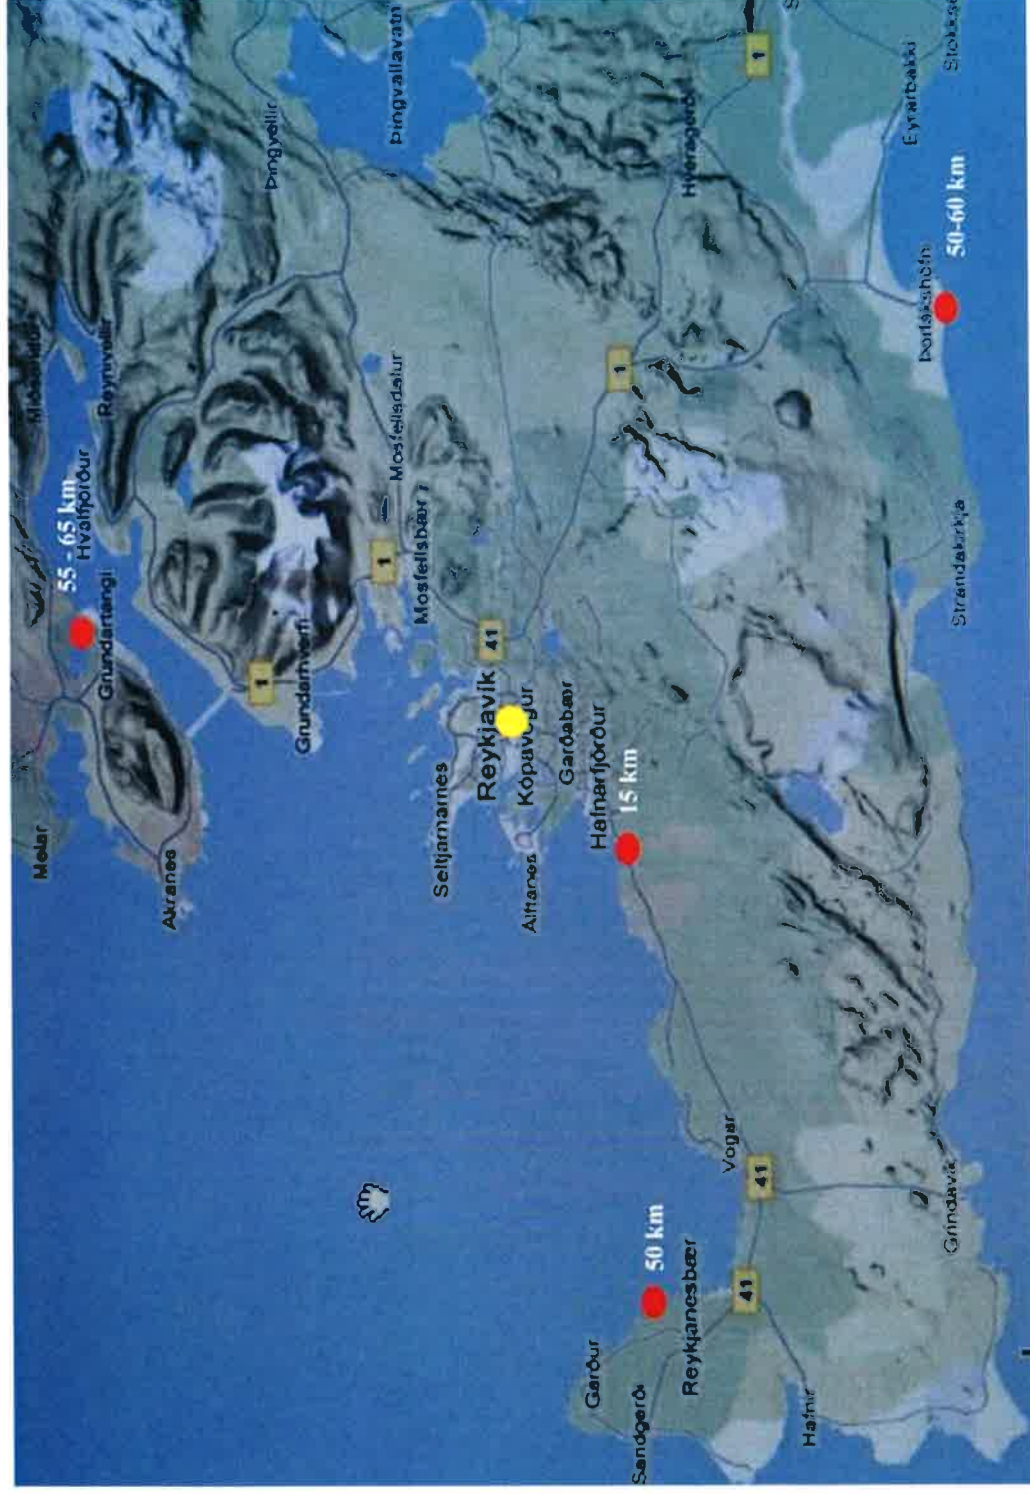 Melar
55 - 65 km
Hvalfjörður
Grundartangi
Reynivellir
Akranes
1
Þingvellir
Grundarhverfi
1
Mosfellsdalur
Þingvallavatn
Mosfellsbær
Seltjarnarnes
Reykjavík
41
Kópavogur
Álftanes
Garðabær
Garður
Hafnarfjörður
1
15 km
Sandgerði
50 km
Reykjanesbær
Hveragerði
Vogar
41
41
1
Hafnir
Eyrarbakki
Þorlákshöfn
Grindavík
50-60 km
Strandakirkja